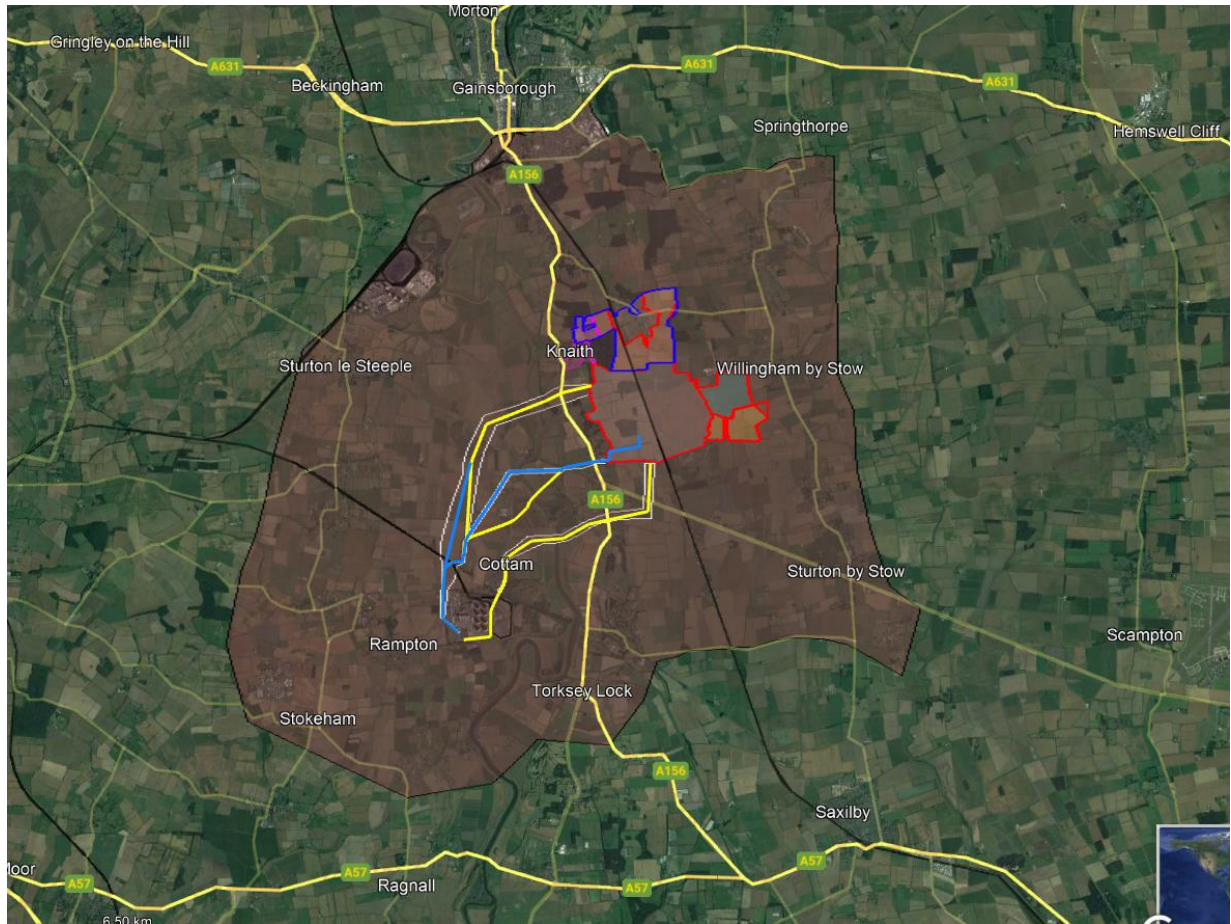 Morton
Gringley on the Hill
A631
A631
A631
Beckingham
Gainsborough
Springthorpe
Hemswell Cliff
A156
Knaith
Sturton le Steeple
Willingham by Stow
A156
Cottam
Sturton by Stow
Rampton
Scampton
Torksey Lock
Stokeham
A156
Saxilby
A57
Moor
A57
A57
A57
Ragnall
6.50 km